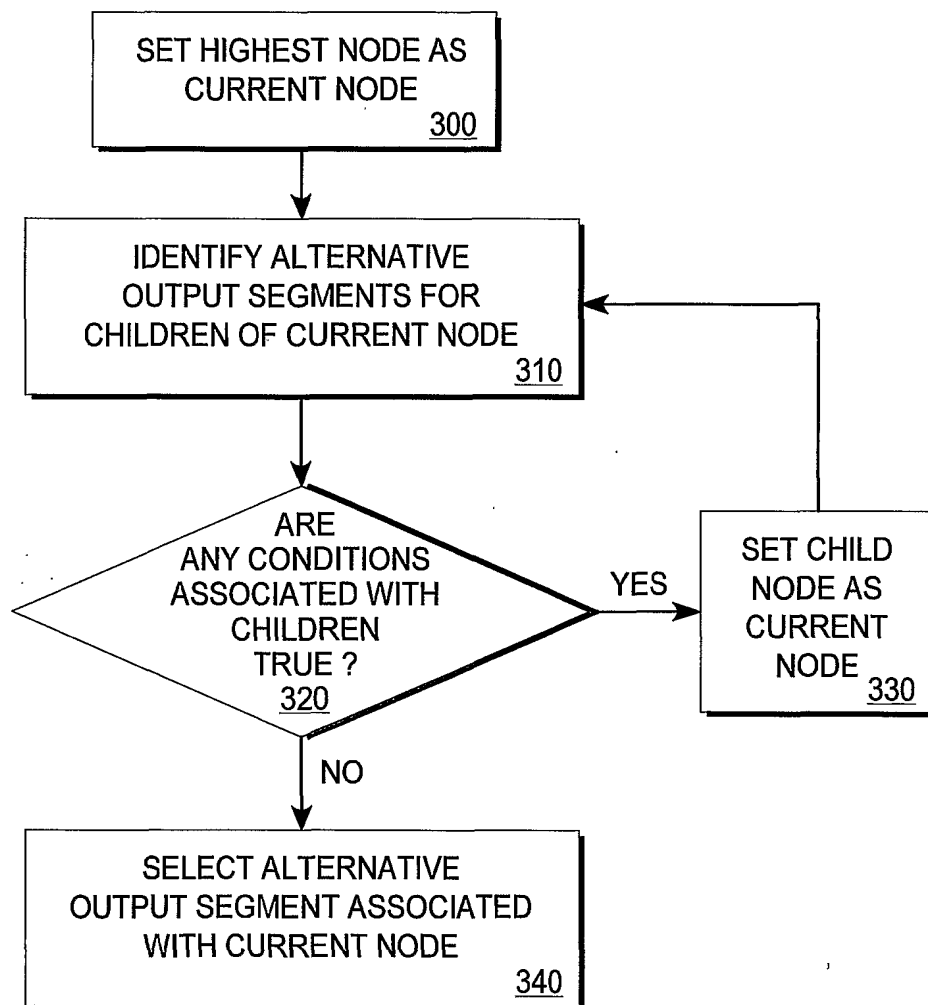 SET HIGHEST NODE AS
CURRENT NODE
300
IDENTIFY ALTERNATIVE
OUTPUT SEGMENTS FOR
CHILDREN OF CURRENT NODE
310
ARE
ANY CONDITIONS
ASSOCIATED WITH
CHILDREN
TRUE ?
320
YES
SET CHILD
NODE AS
CURRENT
NODE
330
NO
SELECT ALTERNATIVE
OUTPUT SEGMENT ASSOCIATED
WITH CURRENT NODE
340